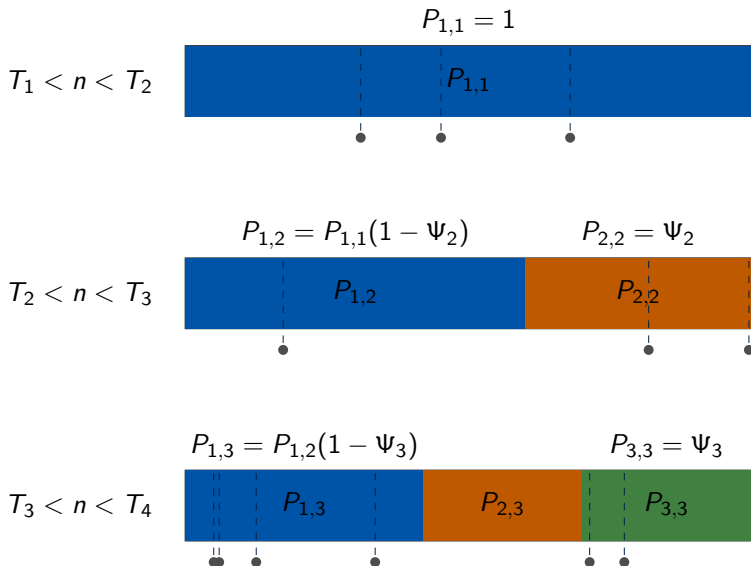 P₁,₁ = 1
T₁ < n < T₂
P₁,₁
P₁,₂ = P₁,₁(1 − Ψ₂)
P₂,₂ = Ψ₂
T₂ < n < T₃
P₁,₂
P₂,₂
P₁,₃ = P₁,₂(1 − Ψ₃)
P₃,₃ = Ψ₃
T₃ < n < T₄
P₁,₃
P₂,₃
P₃,₃